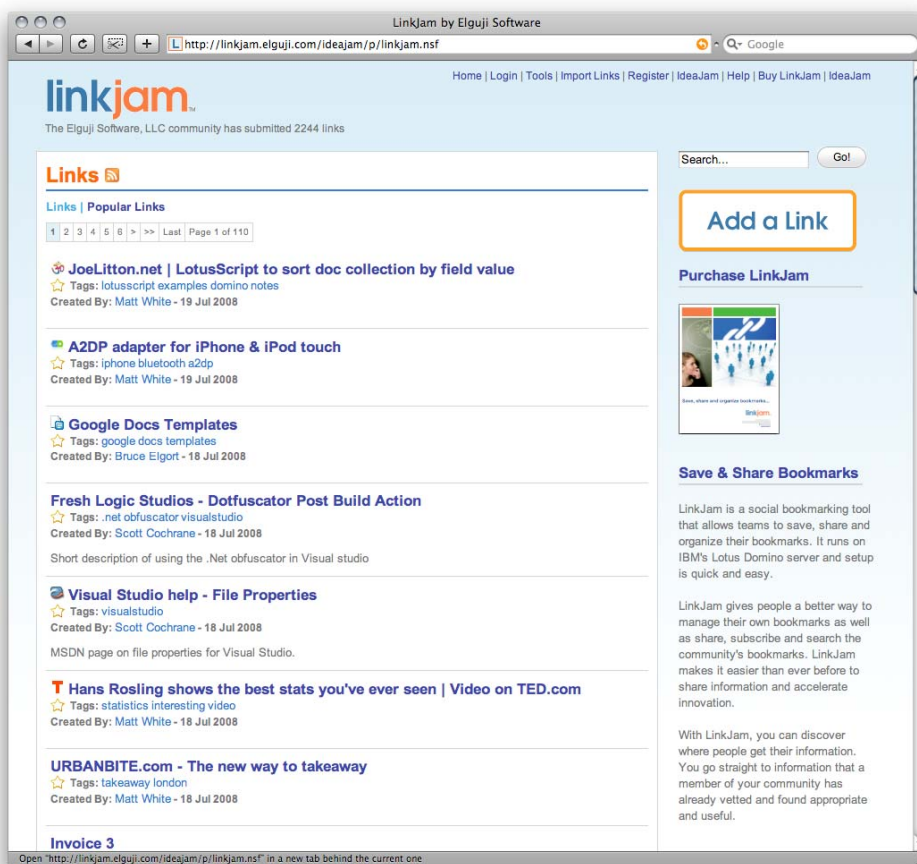 LinkJam by Elguji Software
L http://linkjam.elguji.com/ideajam/p/linkjam.nsf
Google
linkjam
Home | Login | Tools | Import Links | Register | IdeaJam | Help | Buy LinkJam | IdeaJam
The Elguji Software, LLC community has submitted 2244 links
Links
Links | Popular Links
1 2 3 4 5 6 > >> Last Page 1 of 110
JoeLitton.net | LotusScript to sort doc collection by field value
Tags: lotusscript examples domino notes
Created By: Matt White - 19 Jul 2008
A2DP adapter for iPhone & iPod touch
Tags: iphone bluetooth a2dp
Created By: Matt White - 19 Jul 2008
Google Docs Templates
Tags: google docs templates
Created By: Bruce Elgort - 18 Jul 2008
Fresh Logic Studios - Dotfuscator Post Build Action
Tags: .net obfuscator visualstudio
Created By: Scott Cochrane - 18 Jul 2008
Short description of using the .Net obfuscator in Visual studio
Visual Studio help - File Properties
Tags: visualstudio
Created By: Scott Cochrane - 18 Jul 2008
MSDN page on file properties for Visual Studio.
T Hans Rosling shows the best stats you've ever seen | Video on TED.com
Tags: statistics interesting video
Created By: Matt White - 18 Jul 2008
URBANBITE.com - The new way to takeaway
Tags: takeaway london
Created By: Matt White - 18 Jul 2008
Invoice 3
Search...
Go!
Add a Link
Purchase LinkJam
Save, share and organize bookmarks...
linkjam
Save & Share Bookmarks
LinkJam is a social bookmarking tool
that allows teams to save, share and
organize their bookmarks. It runs on
IBM's Lotus Domino server and setup
is quick and easy.
LinkJam gives people a better way to
manage their own bookmarks as well
as share, subscribe and search the
community's bookmarks. LinkJam
makes it easier than ever before to
share information and accelerate
innovation.
With LinkJam, you can discover
where people get their information.
You go straight to information that a
member of your community has
already vetted and found appropriate
and useful.
Open "http://linkjam.elguji.com/ideajam/p/linkjam.nsf" in a new tab behind the current one